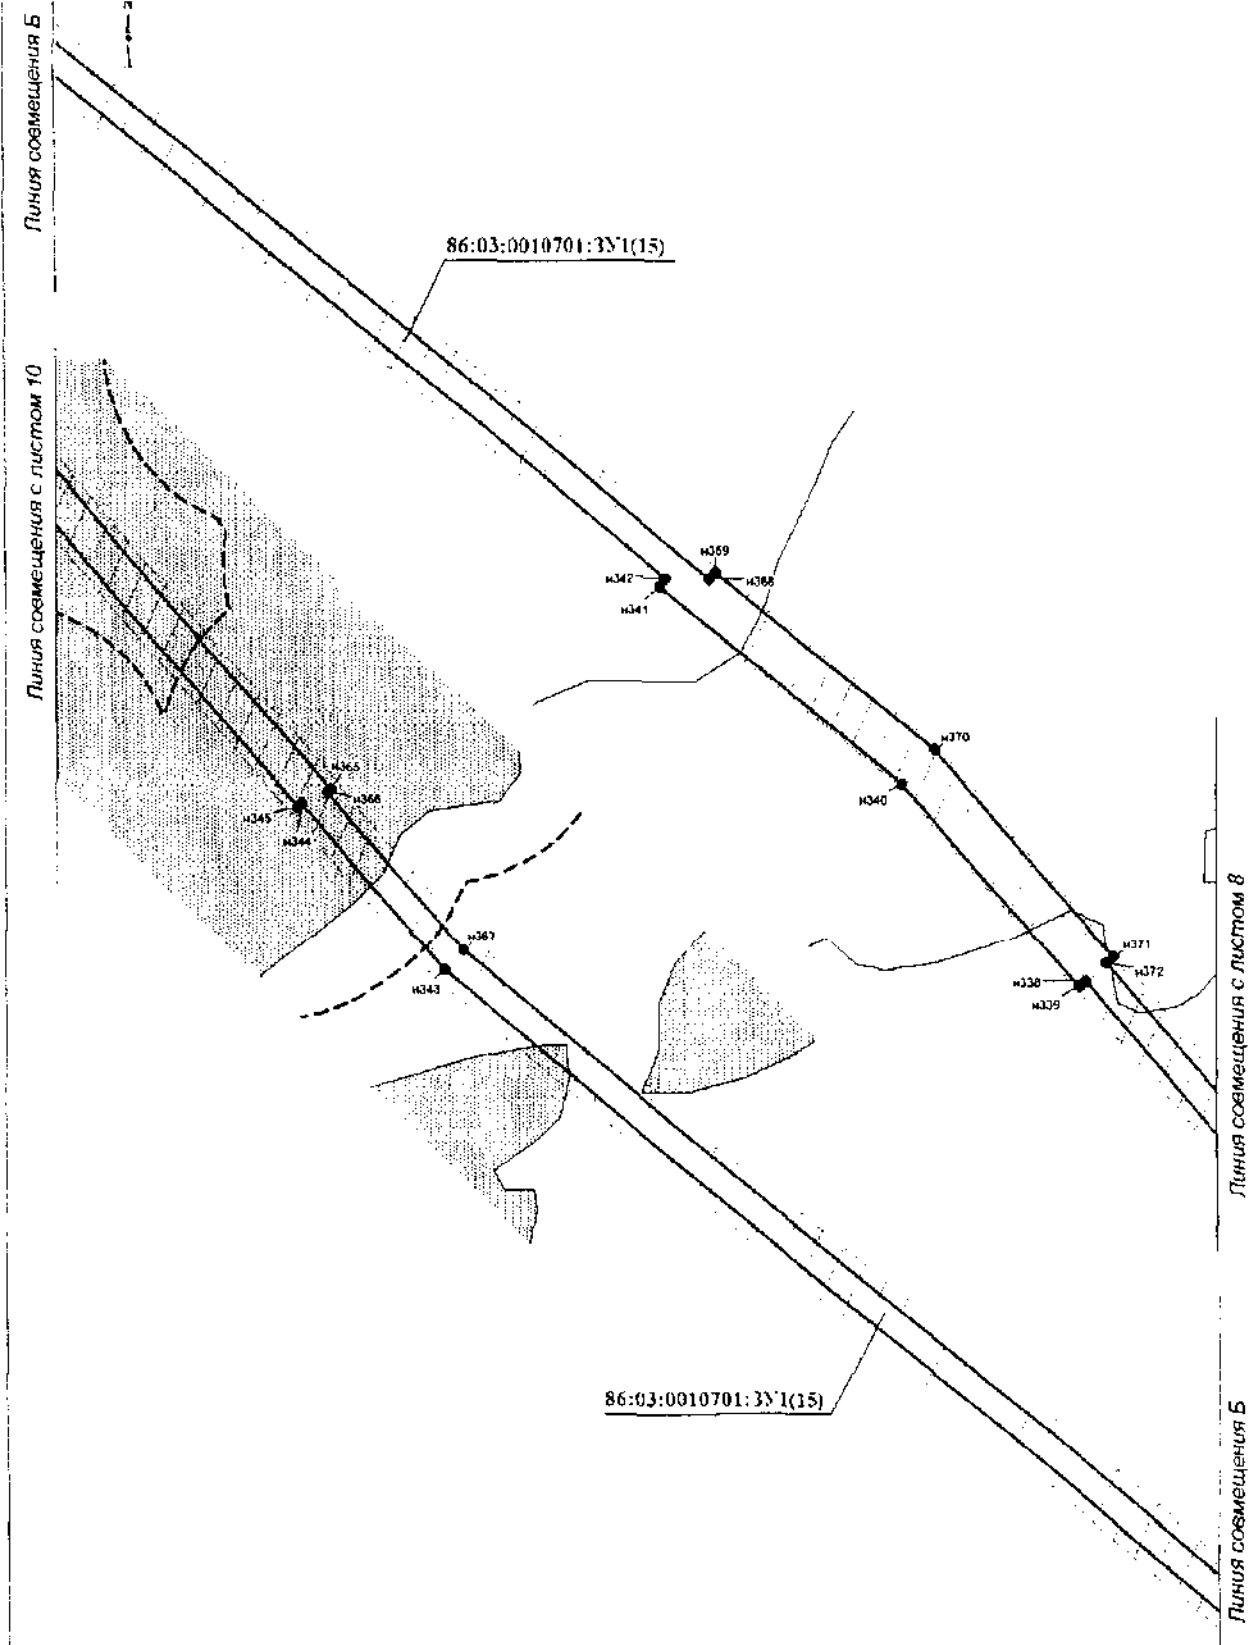 Линия совмещения Б
86:03:0010701:ЗУ1(15)
Линия совмещения с листом 10
н369
н342
н368
н341
н370
н365
н366
н340
н345
н344
Линия совмещения с листом 8
н371
н367
н372
н338
н343
н339
86:03:0010701:ЗУ1(15)
Линия совмещения Б